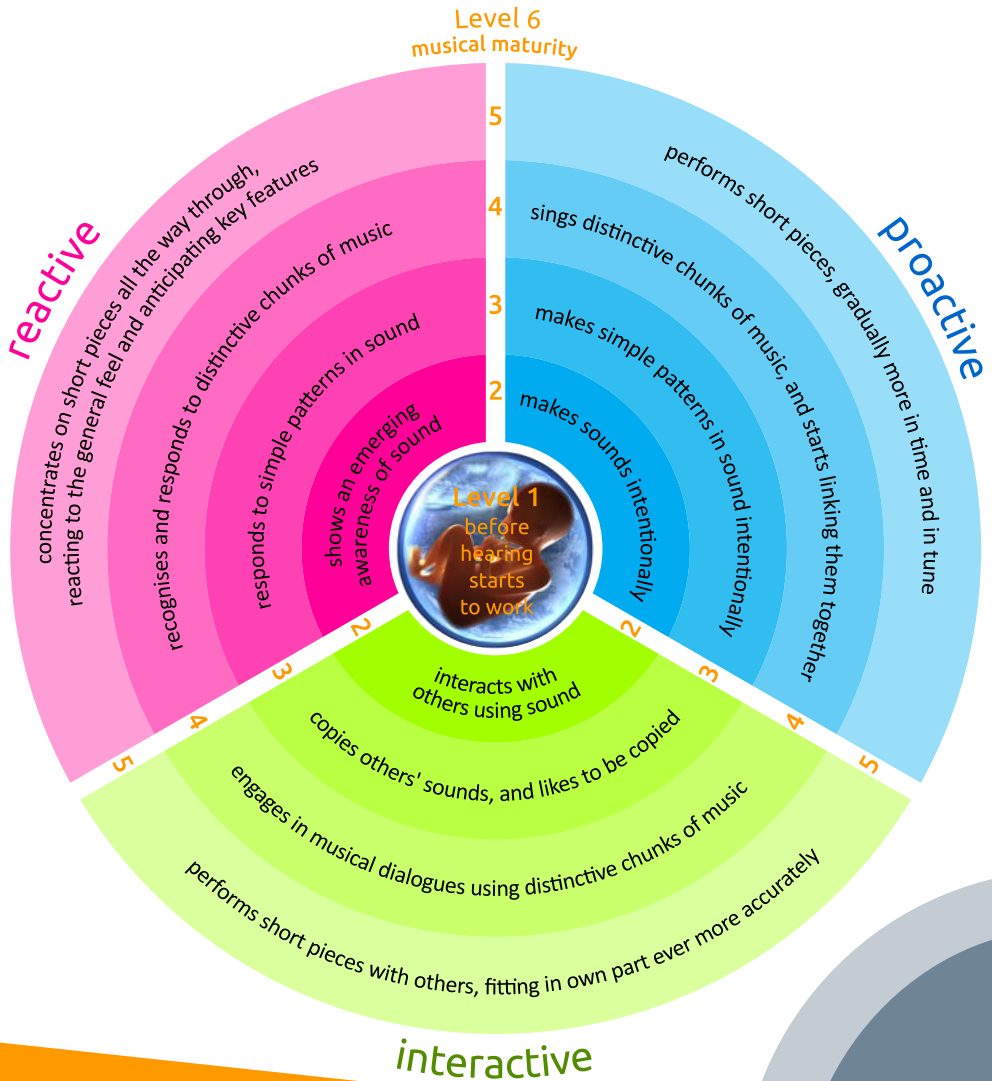 Level 6
musical maturity
reactive
concentrates on short pieces all the way through,
reacting to the general feel and anticipating key features
recognises and responds to distinctive chunks of music
responds to simple patterns in sound
shows an emerging
awareness of sound
5
4
3
2
proactive
performs short pieces, gradually more in time and in tune
sings distinctive chunks of music, and starts linking them together
makes simple patterns in sound intentionally
makes sounds intentionally
Level 1
before
hearing
starts
to work
2
3
4
5
2
3
4
5
interacts with
others using sound
copies others' sounds, and likes to be copied
engages in musical dialogues using distinctive chunks of music
performs short pieces with others, fitting in own part ever more accurately
interactive